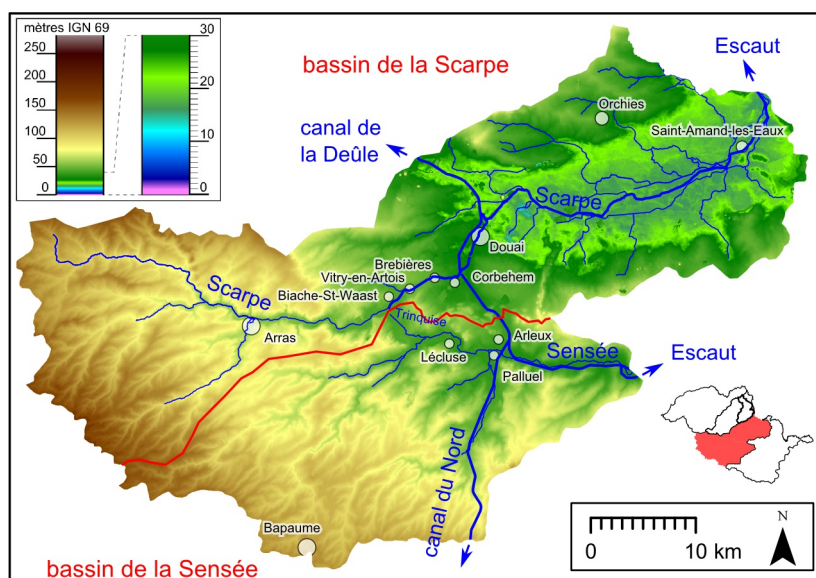 mètres IGN 69
250
200
150
100
50
0
30
20
10
0
bassin de la Scarpe
Escaut
Orchies
canal de
la Deûle
Saint-Amand-les-Eaux
Scarpe
Douai
Brebières
Vitry-en-Artois
Corbehem
Biache-St-Waast
Scarpe
Trinquise
Arras
Arleux
Sensée
Escaut
Lécluse
Palluel
canal du Nord
Bapaume
bassin de la Sensée
N
0 10 km